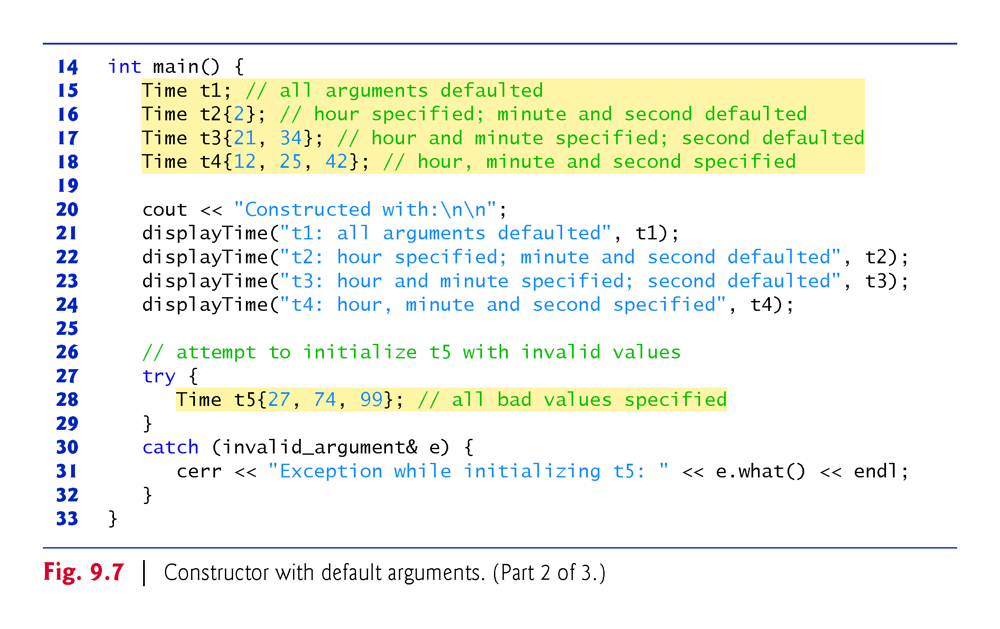 14 int main() {
15 Time t1; // all arguments defaulted
16 Time t2{2}; // hour specified; minute and second defaulted
17 Time t3{21, 34}; // hour and minute specified; second defaulted
18 Time t4{12, 25, 42}; // hour, minute and second specified
19
20 cout << "Constructed with:\n\n";
21 displayTime("t1: all arguments defaulted", t1);
22 displayTime("t2: hour specified; minute and second defaulted", t2);
23 displayTime("t3: hour and minute specified; second defaulted", t3);
24 displayTime("t4: hour, minute and second specified", t4);
25
26 // attempt to initialize t5 with invalid values
27 try {
28 Time t5{27, 74, 99}; // all bad values specified
29 }
30 catch (invalid_argument& e) {
31 cerr << "Exception while initializing t5: " << e.what() << endl;
32 }
33 }
Fig. 9.7 | Constructor with default arguments. (Part 2 of 3.)